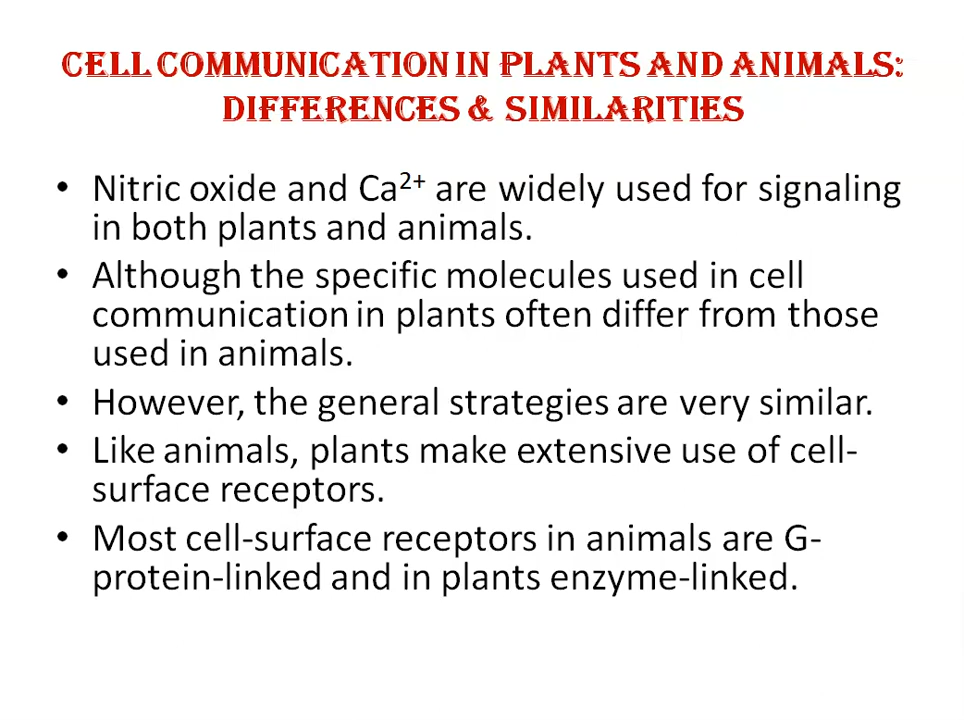 CELL COMMUNICATION IN PLANTS AND ANIMALS:
DIFFERENCES & SIMILARITIES
• Nitric oxide and Ca²⁺ are widely used for signaling
in both plants and animals.
• Although the specific molecules used in cell
communication in plants often differ from those
used in animals.
• However, the general strategies are very similar.
• Like animals, plants make extensive use of cell-
surface receptors.
• Most cell-surface receptors in animals are G-
protein-linked and in plants enzyme-linked.